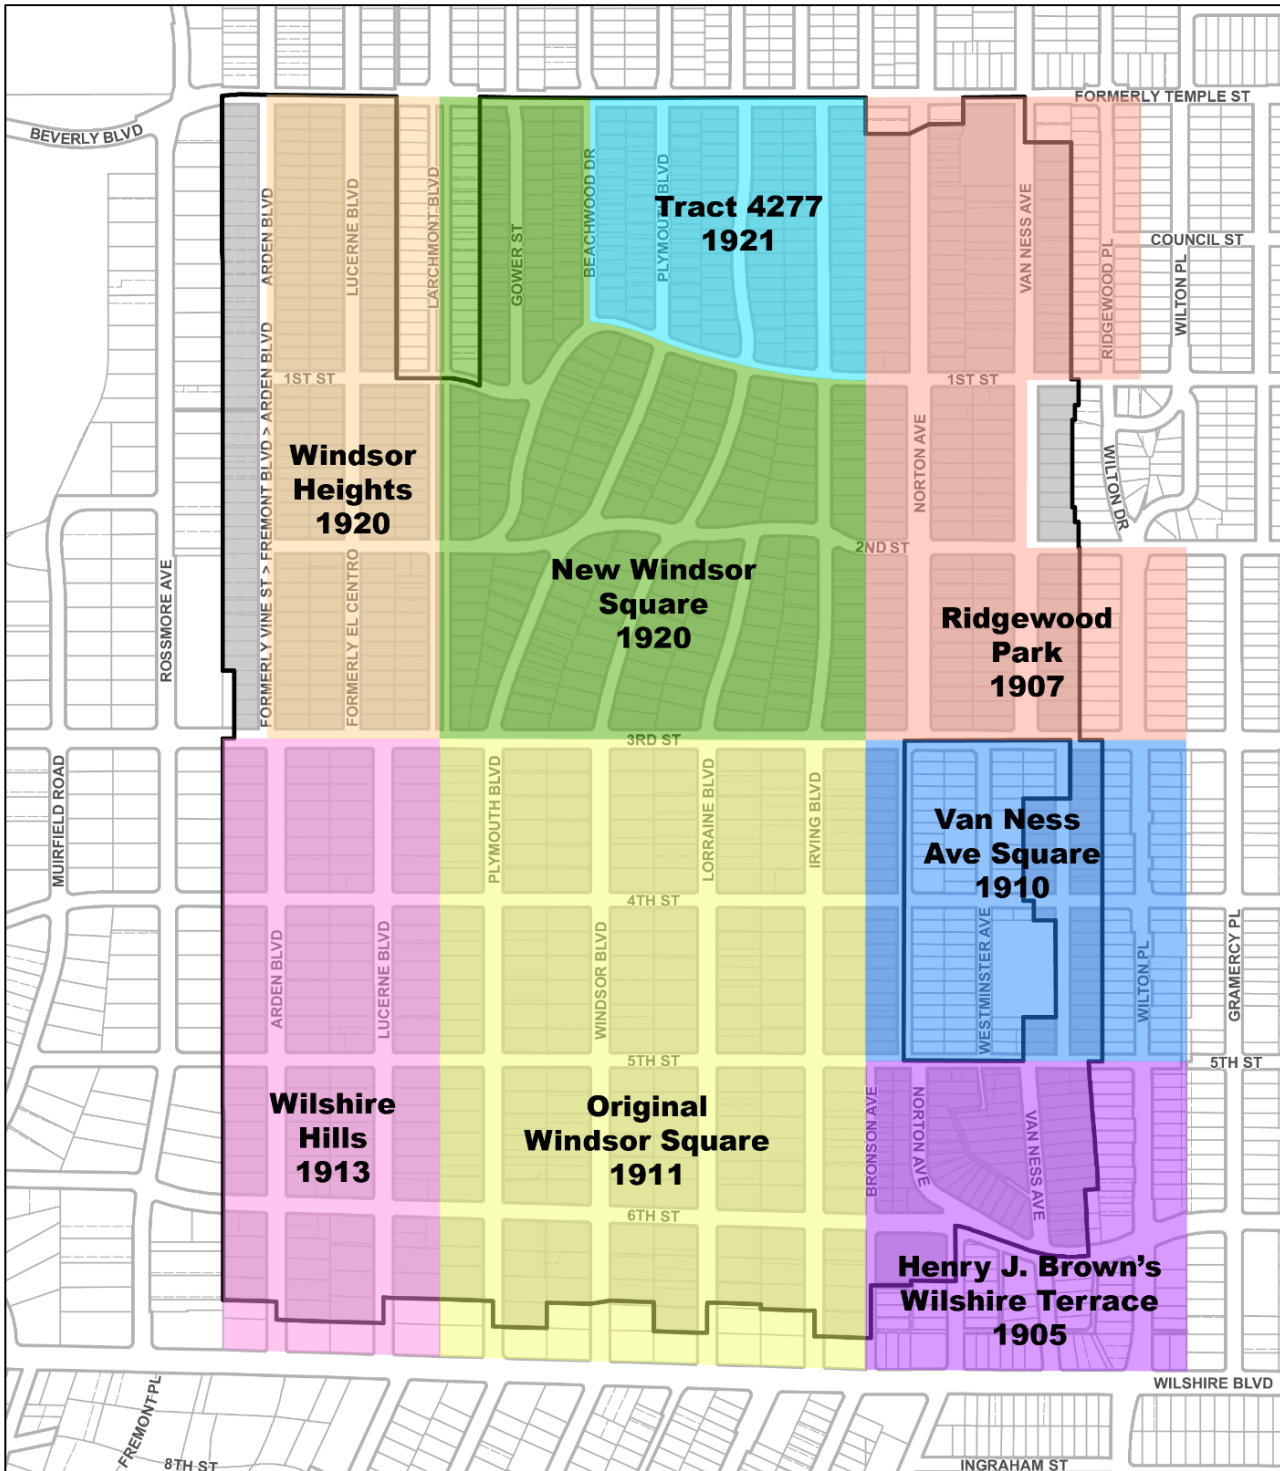 FORMERLY TEMPLE ST
BEVERLY BLVD
ARDEN BLVD
LUCERNE BLVD
LARCHMONT BLVD
GOWER ST
BEACHWOOD DR
PLYMOUTH BLVD
Tract 4277
1921
VAN NESS AVE
RIDGEWOOD PL
COUNCIL ST
WILTON PL
1ST ST
1ST ST
FORMERLY VINE ST > FREMONT BLVD > ARDEN BLVD
Windsor
Heights
1920
NORTON AVE
WILTON DR
2ND ST
ROSSMORE AVE
FORMERLY EL CENTRO
New Windsor
Square
1920
Ridgewood
Park
1907
3RD ST
MUIRFIELD ROAD
PLYMOUTH BLVD
LORRAINE BLVD
IRVING BLVD
Van Ness
Ave Square
1910
4TH ST
ARDEN BLVD
LUCERNE BLVD
WINDSOR BLVD
WESTMINSTER AVE
WILTON PL
GRAMERCY PL
5TH ST
5TH ST
Wilshire
Hills
1913
Original
Windsor Square
1911
BRONSON AVE
NORTON AVE
VAN NESS AVE
6TH ST
Henry J. Brown's
Wilshire Terrace
1905
WILSHIRE BLVD
FREMONT PL
8TH ST
INGRAHAM ST